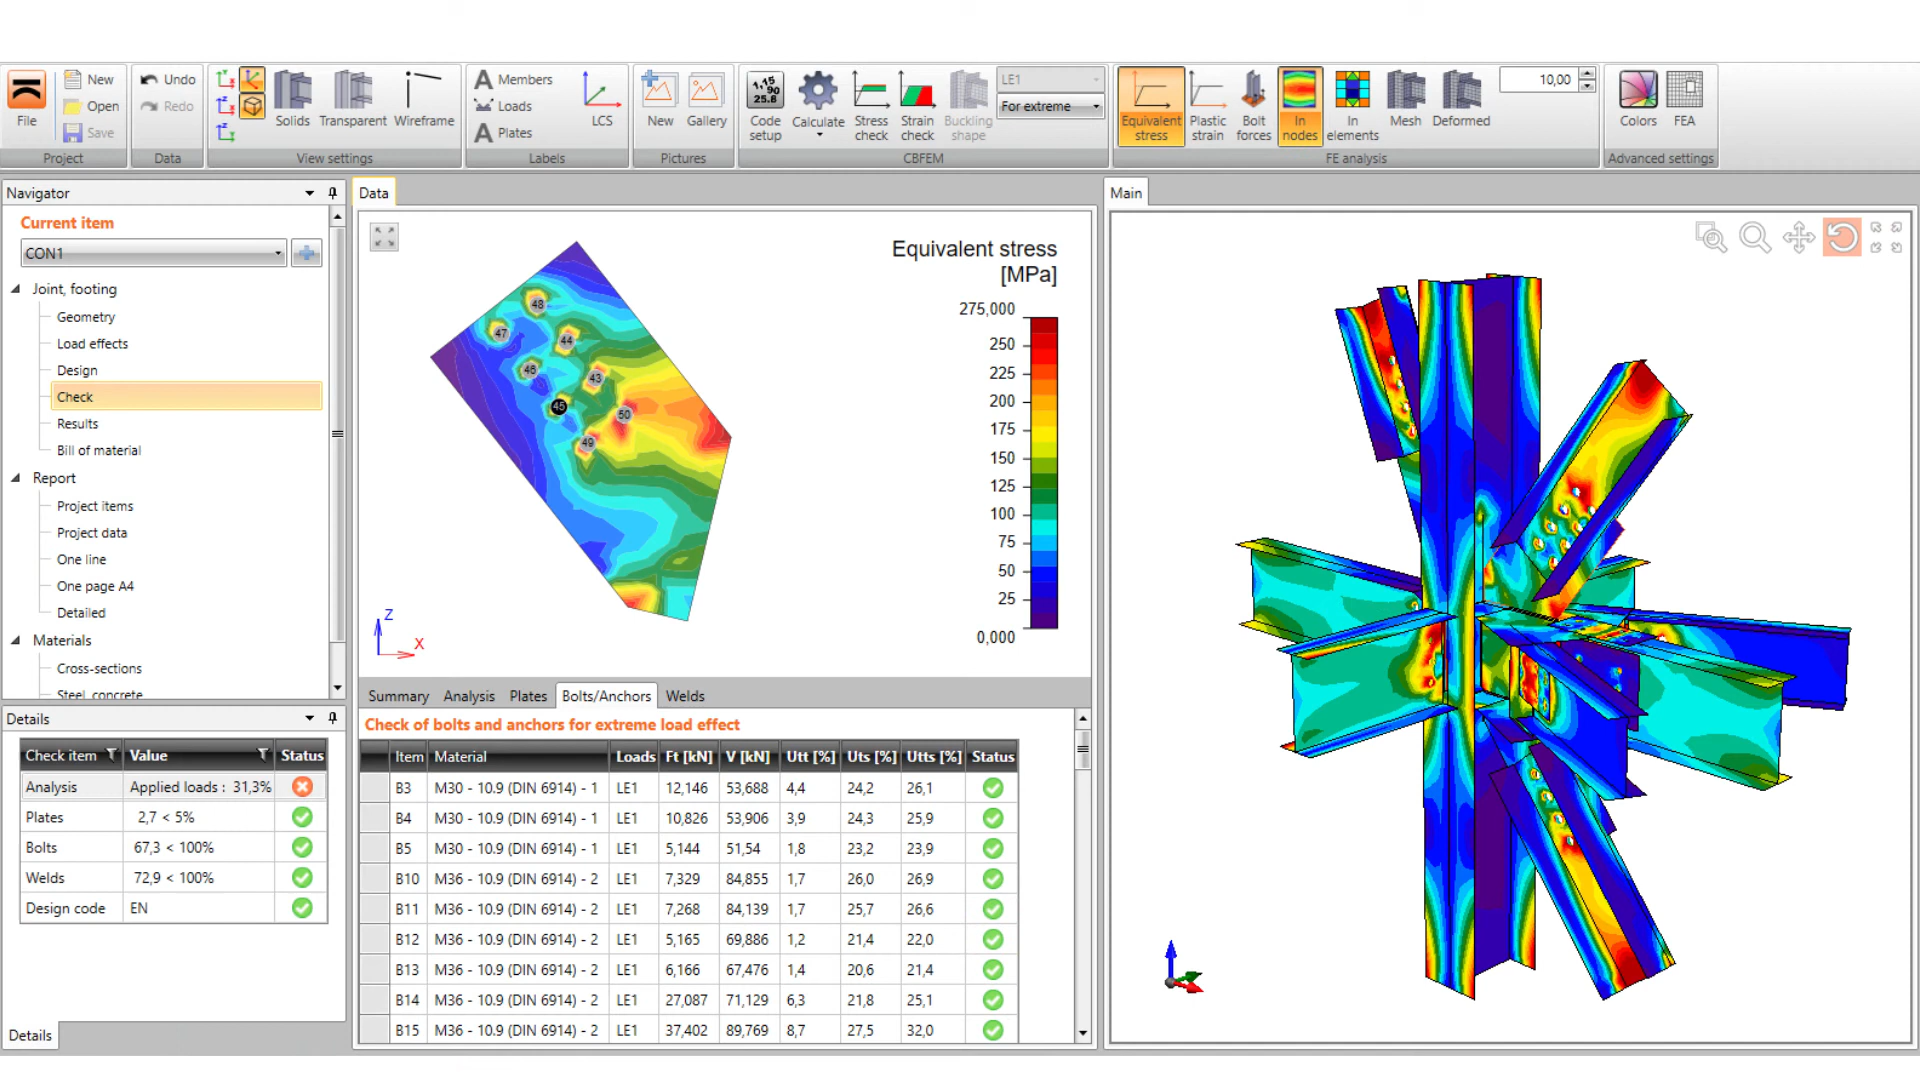 File
New
Open
Save
Project
Undo
Redo
Data
Solids
Transparent
Wireframe
View settings
Members
Loads
Plates
LCS
Labels
New
Gallery
Pictures
Code setup
Calculate
Stress check
Strain check
Buckling shape
LE1
For extreme
CBFEM
Equivalent stress
Plastic strain
Bolt forces
In nodes
In elements
Mesh
Deformed
10,00
FE analysis
Colors
FEA
Advanced settings
Navigator
Current item
CON1
Joint, footing
Geometry
Load effects
Design
Check
Results
Bill of material
Report
Project items
Project data
One line
One page A4
Detailed
Materials
Cross-sections
Steel, concrete
Details
Check item Value Status
Analysis Applied loads : 31,3%
Plates 2,7 < 5%
Bolts 67,3 < 100%
Welds 72,9 < 100%
Design code EN
Details
Data
48
47
44
46
43
45
50
49
Z
X
Equivalent stress
[MPa]
275,000
250
225
200
175
150
125
100
75
50
25
0,000
Summary Analysis Plates Bolts/Anchors Welds
Check of bolts and anchors for extreme load effect
Item Material Loads Ft [kN] V [kN] Utt [%] Uts [%] Utts [%] Status
B3 M30 - 10.9 (DIN 6914) - 1 LE1 12,146 53,688 4,4 24,2 26,1
B4 M30 - 10.9 (DIN 6914) - 1 LE1 10,826 53,906 3,9 24,3 25,9
B5 M30 - 10.9 (DIN 6914) - 1 LE1 5,144 51,54 1,8 23,2 23,9
B10 M36 - 10.9 (DIN 6914) - 2 LE1 7,329 84,855 1,7 26,0 26,9
B11 M36 - 10.9 (DIN 6914) - 2 LE1 7,268 84,139 1,7 25,7 26,6
B12 M36 - 10.9 (DIN 6914) - 2 LE1 5,165 69,886 1,2 21,4 22,0
B13 M36 - 10.9 (DIN 6914) - 2 LE1 6,166 67,476 1,4 20,6 21,4
B14 M36 - 10.9 (DIN 6914) - 2 LE1 27,087 71,129 6,3 21,8 25,1
B15 M36 - 10.9 (DIN 6914) - 2 LE1 37,402 89,769 8,7 27,5 32,0
Main